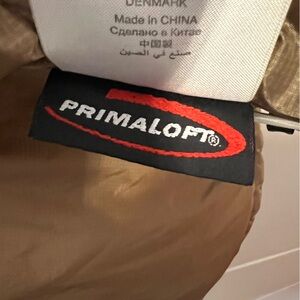 DENMARK
Made in CHINA
Сделано в Китае
中国製
صنع في الصين
PRIMALOFT®